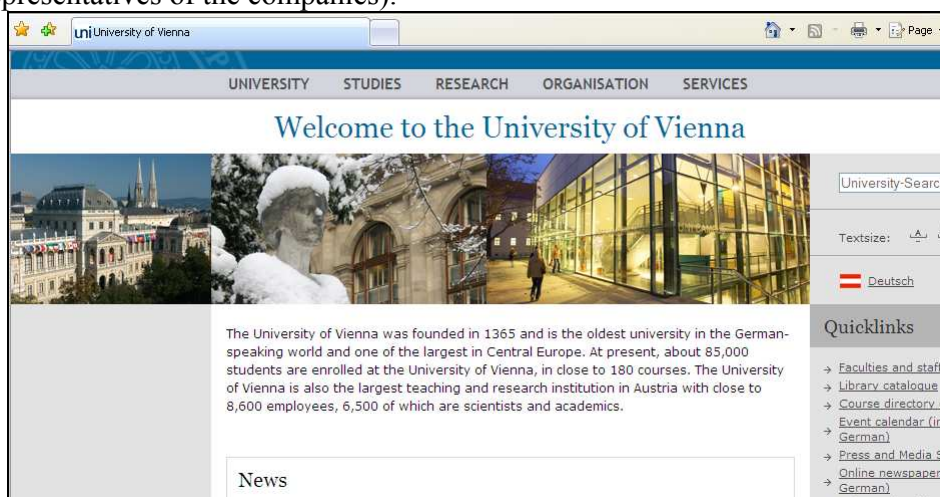 presentatives of the companies).
uni University of Vienna
Page
UNIVERSITY STUDIES RESEARCH ORGANISATION SERVICES
Welcome to the University of Vienna
University-Searc
Textsize: A
Deutsch
The University of Vienna was founded in 1365 and is the oldest university in the German-
speaking world and one of the largest in Central Europe. At present, about 85,000
students are enrolled at the University of Vienna, in close to 180 courses. The University
of Vienna is also the largest teaching and research institution in Austria with close to
8,600 employees, 6,500 of which are scientists and academics.
News
Quicklinks
Faculties and staff
Library catalogue
Course directory
Event calendar (in
German)
Press and Media S
Online newspaper
German)